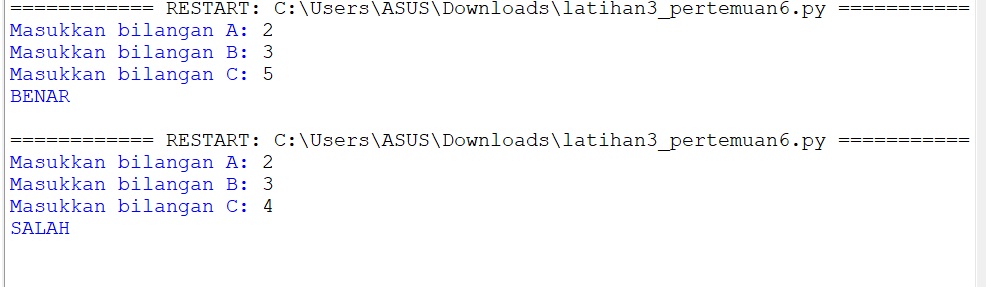 ============ RESTART: C:\Users\ASUS\Downloads\latihan3_pertemuan6.py ===========
Masukkan bilangan A: 2
Masukkan bilangan B: 3
Masukkan bilangan C: 5
BENAR
============ RESTART: C:\Users\ASUS\Downloads\latihan3_pertemuan6.py ===========
Masukkan bilangan A: 2
Masukkan bilangan B: 3
Masukkan bilangan C: 4
SALAH